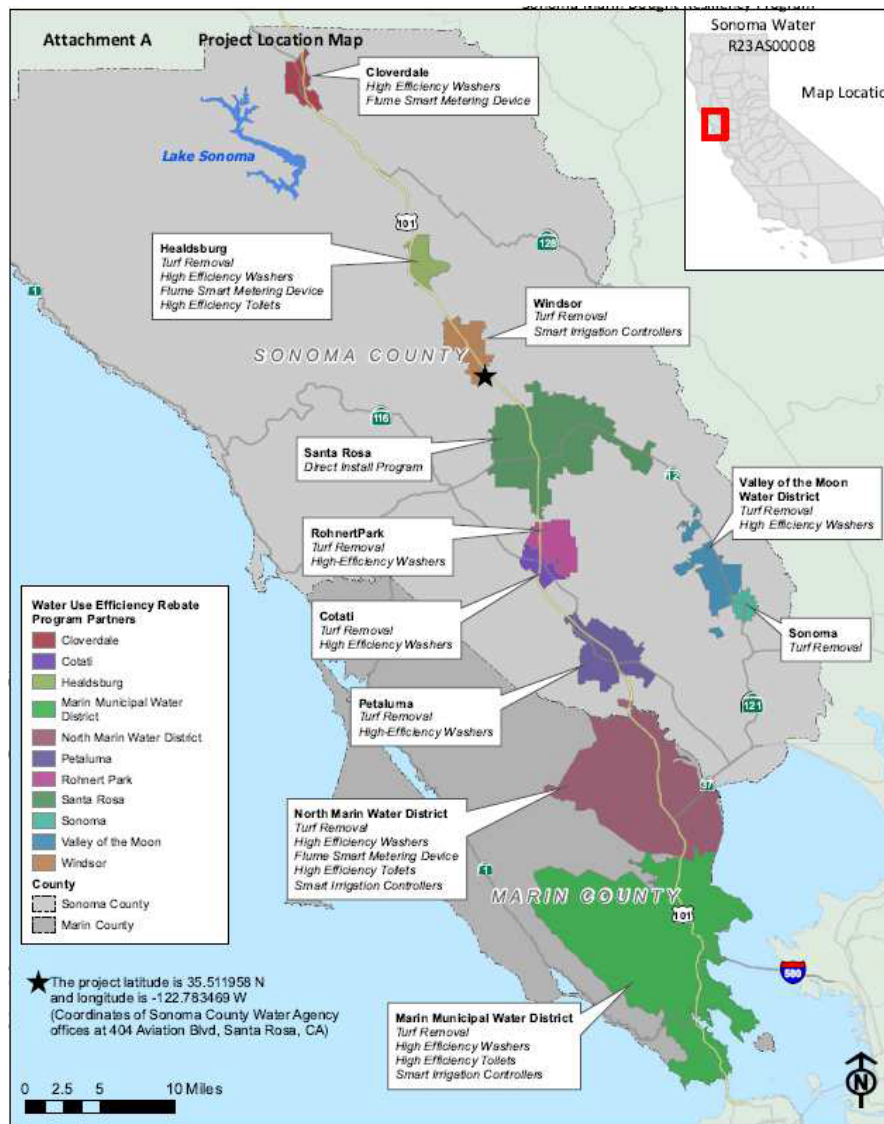 Sonoma Marin Dought Resiliency Program
Attachment A Project Location Map
Sonoma Water
R23AS00008
Map Locatio
Cloverdale
High Efficiency Washers
Flume Smart Metering Device
Lake Sonoma
101
128
Healdsburg
Turf Removal
High Efficiency Washers
Flume Smart Metering Device
High Efficiency Toilets
1
Windsor
Turf Removal
Smart Irrigation Controllers
SONOMA COUNTY
116
Santa Rosa
Direct Install Program
12
Valley of the Moon
Water District
Turf Removal
High Efficiency Washers
RohnertPark
Turf Removal
High-Efficiency Washers
Cotati
Turf Removal
High Efficiency Washers
Sonoma
Turf Removal
Petaluma
Turf Removal
High-Efficiency Washers
121
37
Water Use Efficiency Rebate
Program Partners
Cloverdale
Cotati
Healdsburg
Marin Municipal Water
District
North Marin Water District
Petaluma
Rohnert Park
Santa Rosa
Sonoma
Valley of the Moon
Windsor
County
Sonoma County
Marin County
North Marin Water District
Turf Removal
High Efficiency Washers
Flume Smart Metering Device
High Efficiency Toilets
Smart Irrigation Controllers
1
MARIN COUNTY
101
580
The project latitude is 35.511958 N
and longitude is -122.783469 W
(Coordinates of Sonoma County Water Agency
offices at 404 Aviation Blvd, Santa Rosa, CA)
Marin Municipal Water District
Turf Removal
High Efficiency Washers
High Efficiency Toilets
Smart Irrigation Controllers
0 2.5 5 10 Miles
N